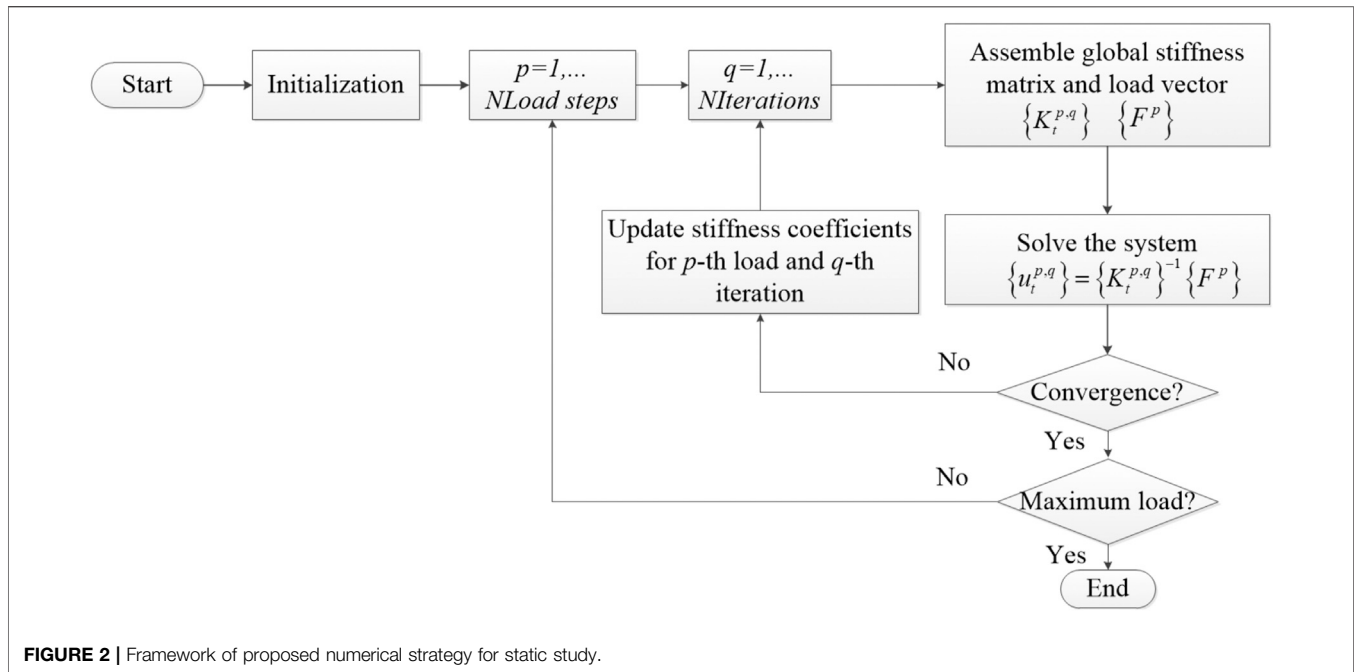 Start
Initialization
p=1,...
NLoad steps
q=1,...
NIterations
Assemble global stiffness
matrix and load vector
{K_t^{p,q}} {F^p}
Update stiffness coefficients
for p-th load and q-th
iteration
Solve the system
{u_t^{p,q}} = {K_t^{p,q}}^{-1} {F^p}
No
Convergence?
Yes
No
Maximum load?
Yes
End
FIGURE 2 | Framework of proposed numerical strategy for static study.